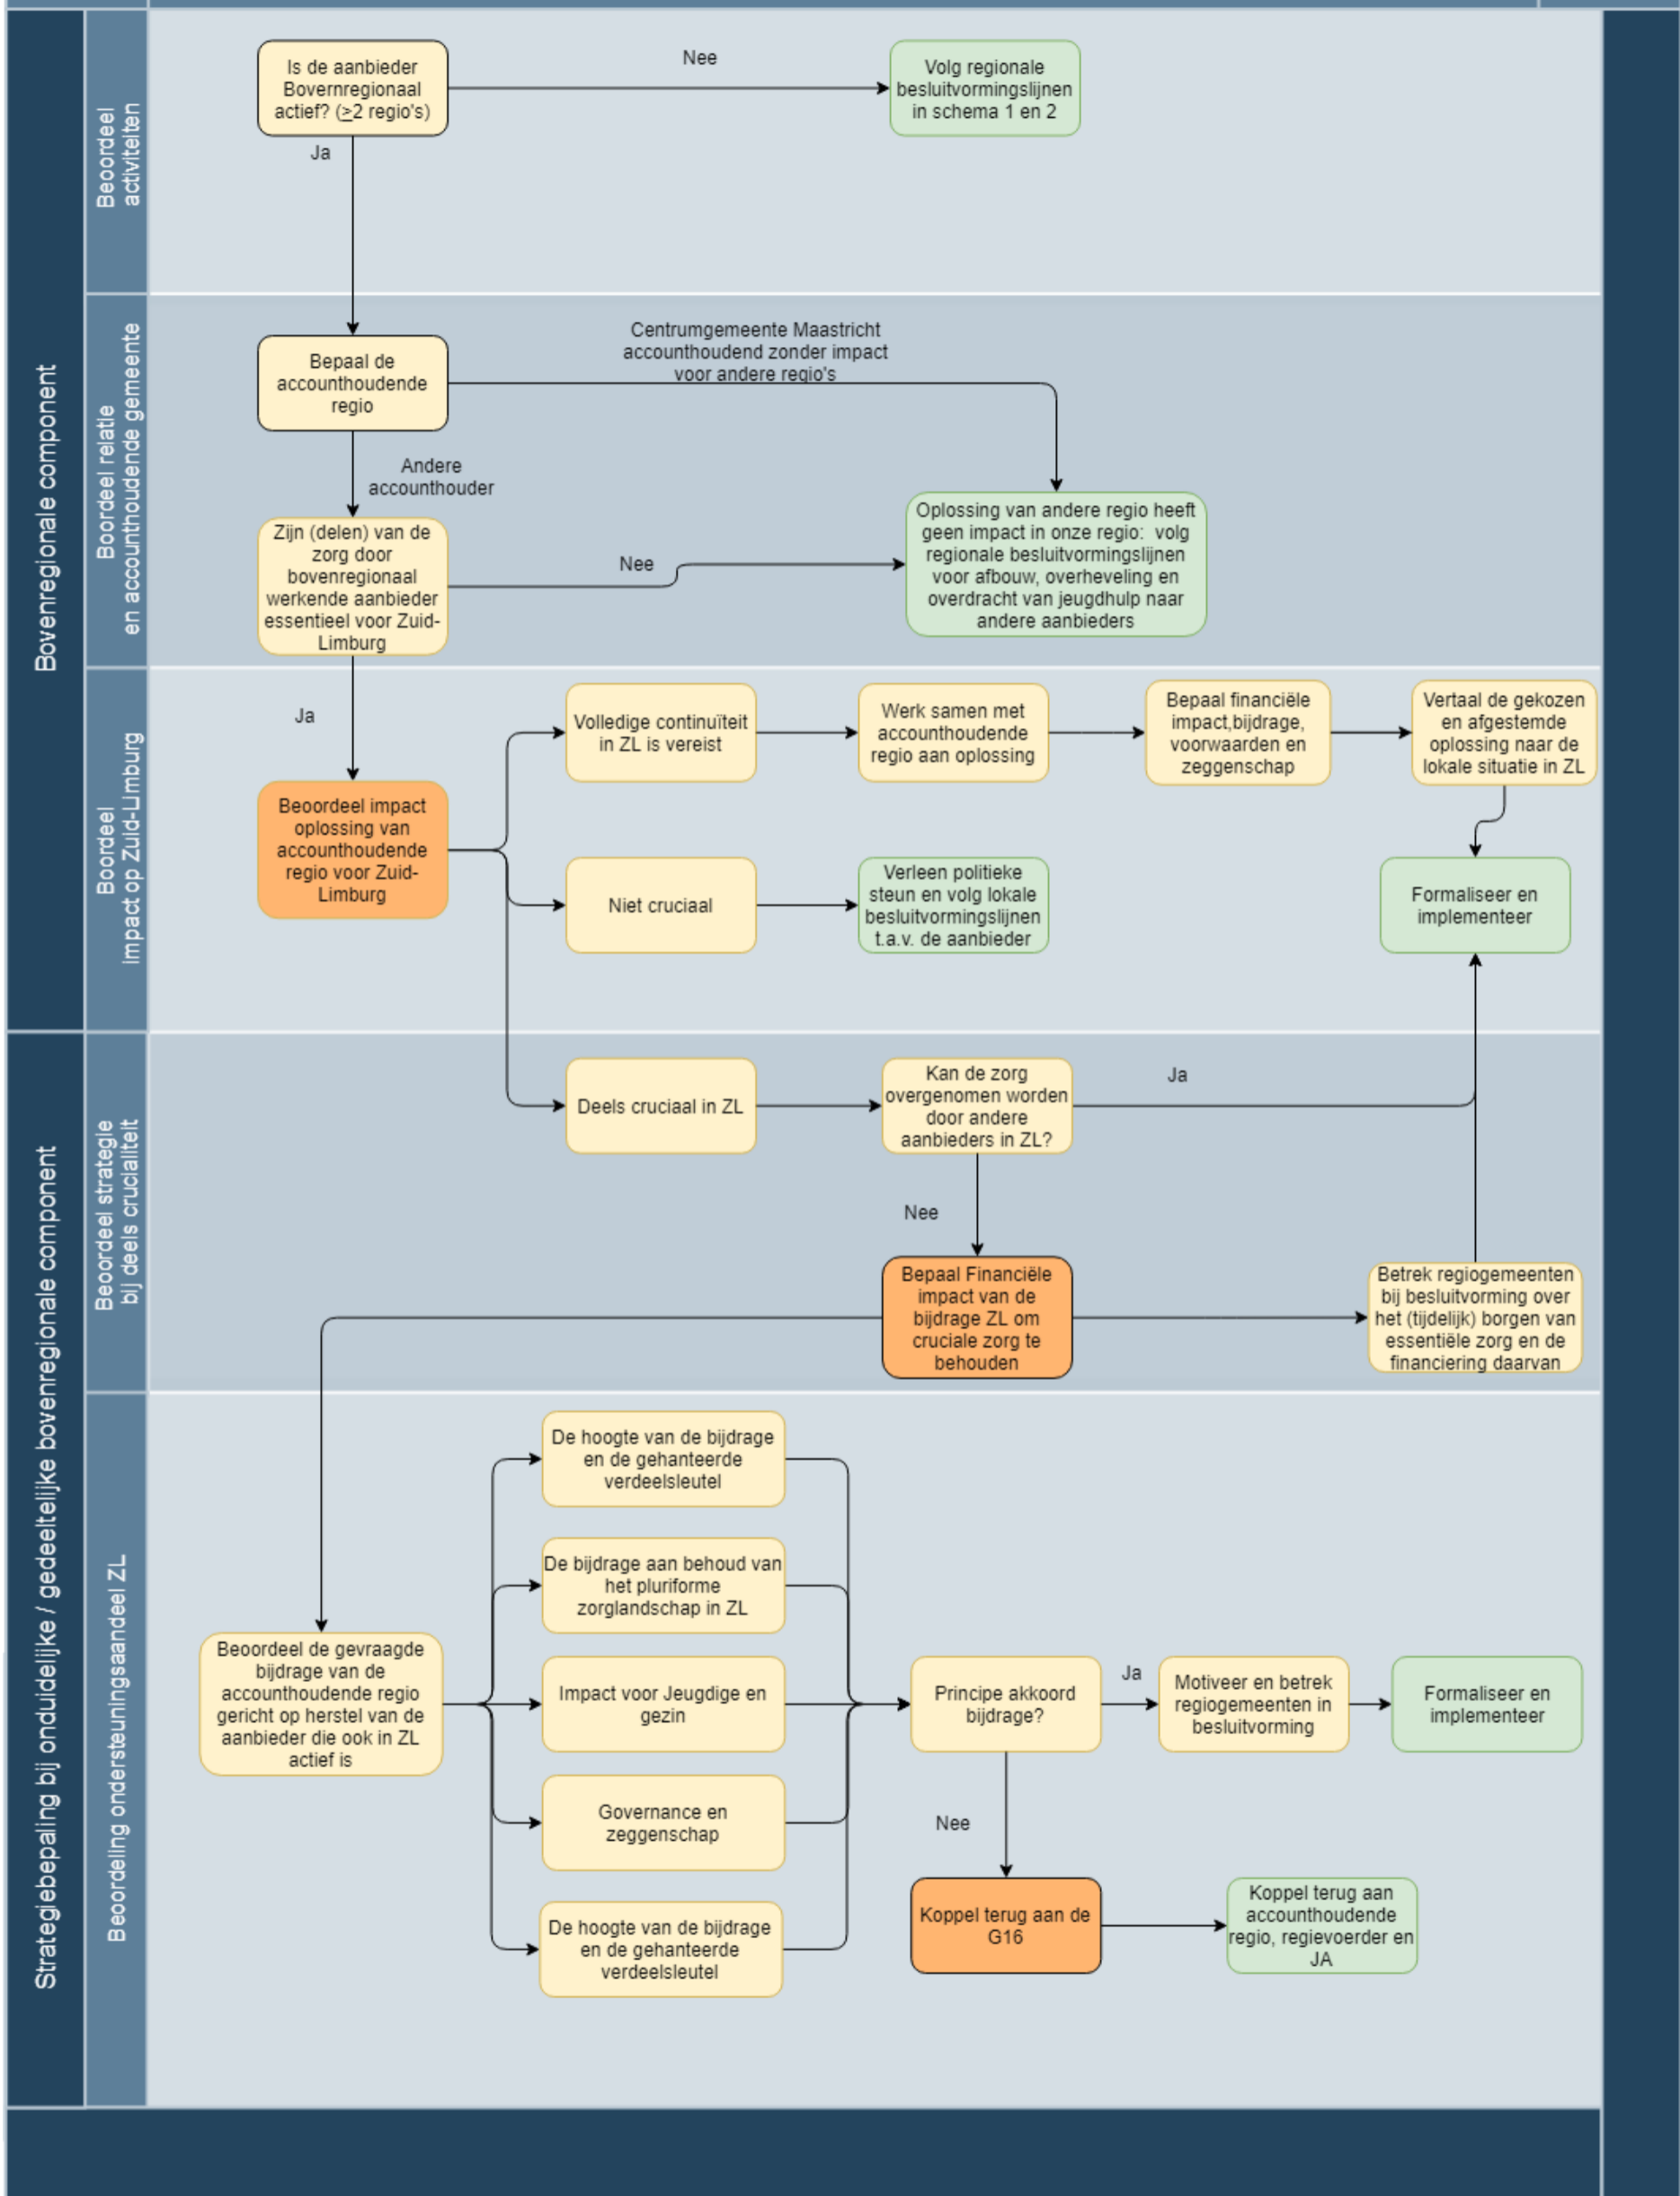 Bovenregionale component
Beoordeel
activiteiten
Is de aanbieder
Bovernregionaal
actief? (≥2 regio's)
Nee
Volg regionale
besluitvormingslijnen
in schema 1 en 2
Ja
Boordeel relatie
en accounthoudende gemeente
Bepaal de
accounthoudende
regio
Centrumgemeente Maastricht
accounthoudend zonder impact
voor andere regio's
Andere
accounthouder
Zijn (delen) van de
zorg door
bovenregionaal
werkende aanbieder
essentieel voor Zuid-
Limburg
Nee
Oplossing van andere regio heeft
geen impact in onze regio: volg
regionale besluitvormingslijnen
voor afbouw, overheveling en
overdracht van jeugdhulp naar
andere aanbieders
Boordeel
impact op Zuid-Limburg
Ja
Beoordeel impact
oplossing van
accounthoudende
regio voor Zuid-
Limburg
Volledige continuïteit
in ZL is vereist
Werk samen met
accounthoudende
regio aan oplossing
Bepaal financiële
impact,bijdrage,
voorwaarden en
zeggenschap
Vertaal de gekozen
en afgestemde
oplossing naar de
lokale situatie in ZL
Niet cruciaal
Verleen politieke
steun en volg lokale
besluitvormingslijnen
t.a.v. de aanbieder
Formaliseer en
implementeer
Strategiebepaling bij onduidelijke / gedeeltelijke bovenregionale component
Beoordeel strategie
bij deels crucialiteit
Deels cruciaal in ZL
Kan de zorg
overgenomen worden
door andere
aanbieders in ZL?
Ja
Nee
Bepaal Financiële
impact van de
bijdrage ZL om
cruciale zorg te
behouden
Betrek regiogemeenten
bij besluitvorming over
het (tijdelijk) borgen van
essentiële zorg en de
financiering daarvan
Beoordeling ondersteuningsaandeel ZL
Beoordeel de gevraagde
bijdrage van de
accounthoudende regio
gericht op herstel van de
aanbieder die ook in ZL
actief is
De hoogte van de bijdrage
en de gehanteerde
verdeelsleutel
De bijdrage aan behoud van
het pluriforme
zorglandschap in ZL
Impact voor Jeugdige en
gezin
Governance en
zeggenschap
De hoogte van de bijdrage
en de gehanteerde
verdeelsleutel
Principe akkoord
bijdrage?
Ja
Motiveer en betrek
regiogemeenten in
besluitvorming
Formaliseer en
implementeer
Nee
Koppel terug aan de
G16
Koppel terug aan
accounthoudende
regio, regievoerder en
JA